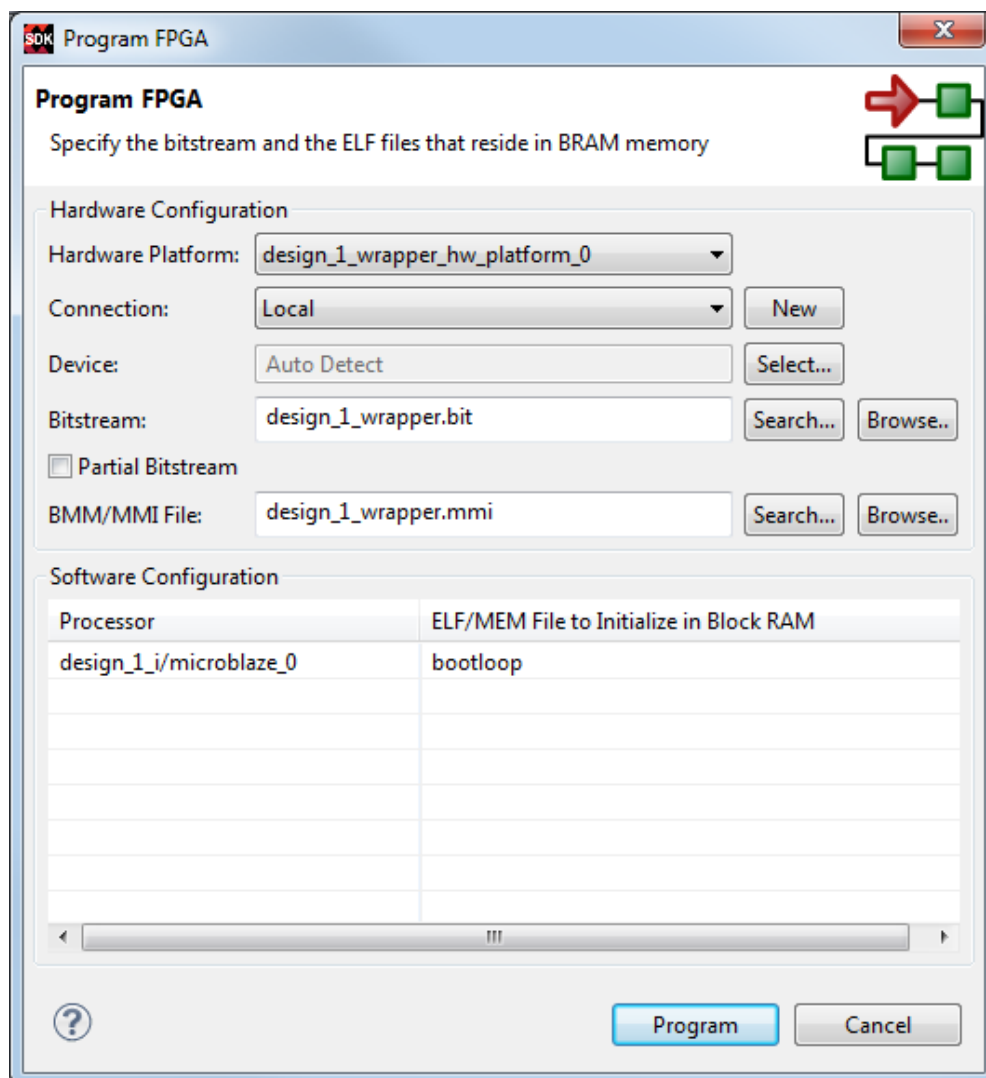 SDK Program FPGA
Program FPGA
Specify the bitstream and the ELF files that reside in BRAM memory
Hardware Configuration
Hardware Platform: design_1_wrapper_hw_platform_0
Connection: Local New
Device: Auto Detect Select...
Bitstream: design_1_wrapper.bit Search... Browse..
Partial Bitstream
BMM/MMI File: design_1_wrapper.mmi Search... Browse..
Software Configuration
Processor ELF/MEM File to Initialize in Block RAM
design_1_i/microblaze_0 bootloop
? Program Cancel